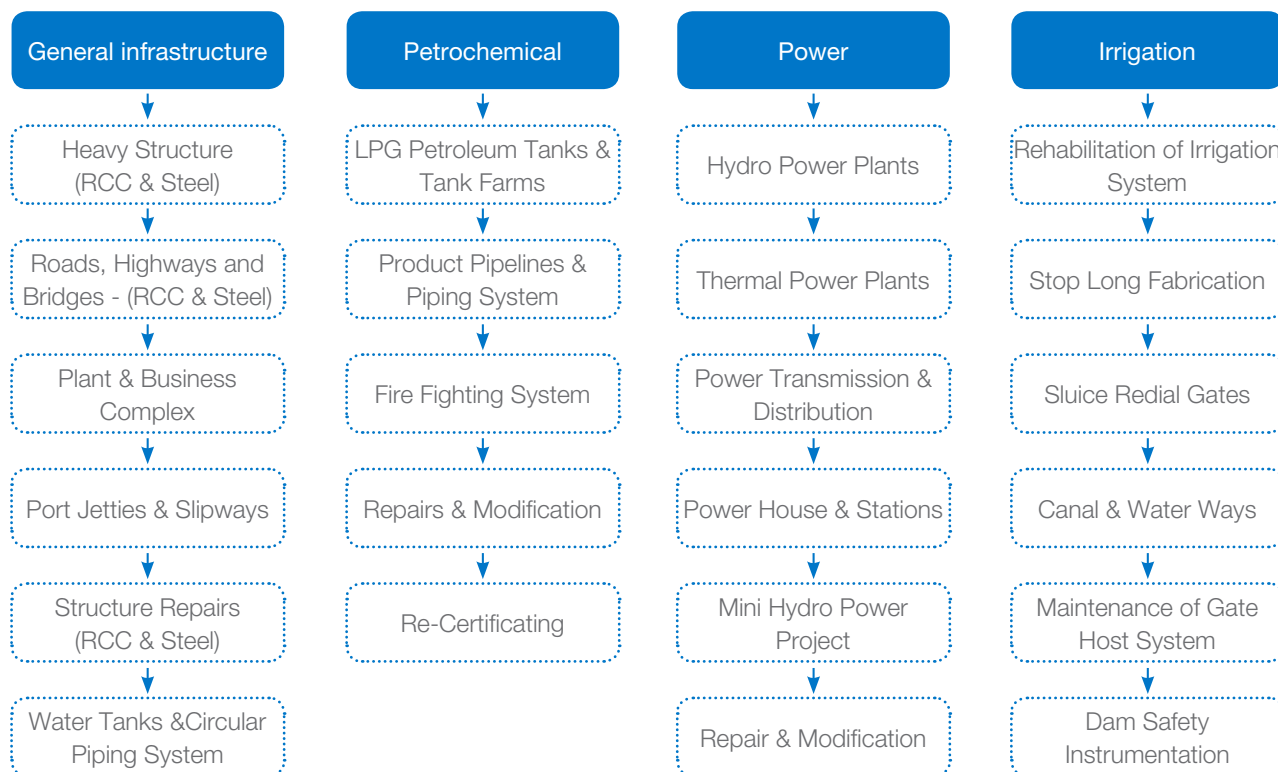 General infrastructure
Heavy Structure
(RCC & Steel)
Roads, Highways and
Bridges - (RCC & Steel)
Plant & Business
Complex
Port Jetties & Slipways
Structure Repairs
(RCC & Steel)
Water Tanks &Circular
Piping System
Petrochemical
LPG Petroleum Tanks &
Tank Farms
Product Pipelines &
Piping System
Fire Fighting System
Repairs & Modification
Re-Certificating
Power
Hydro Power Plants
Thermal Power Plants
Power Transmission &
Distribution
Power House & Stations
Mini Hydro Power
Project
Repair & Modification
Irrigation
Rehabilitation of Irrigation
System
Stop Long Fabrication
Sluice Redial Gates
Canal & Water Ways
Maintenance of Gate
Host System
Dam Safety
Instrumentation